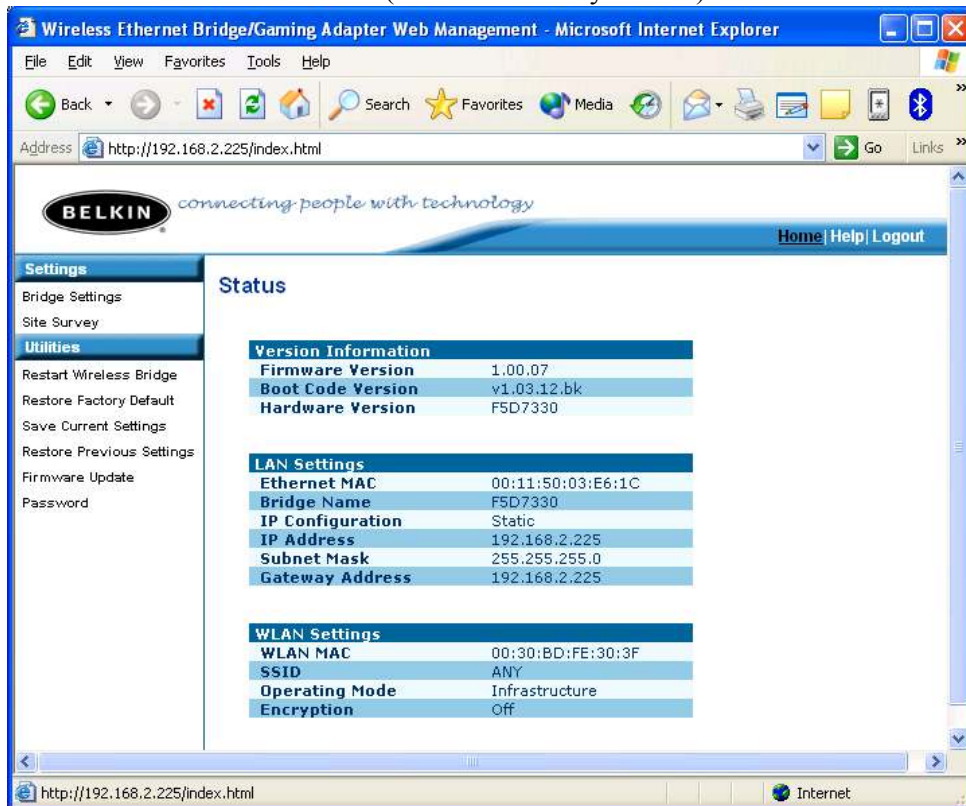 Wireless Ethernet Bridge/Gaming Adapter Web Management - Microsoft Internet Explorer
File Edit View Favorites Tools Help
Back Search Favorites Media
Address http://192.168.2.225/index.html Go Links
BELKIN connecting people with technology
Home | Help | Logout
Settings
Bridge Settings
Site Survey
Utilities
Restart Wireless Bridge
Restore Factory Default
Save Current Settings
Restore Previous Settings
Firmware Update
Password
Status
Version Information
Firmware Version 1.00.07
Boot Code Version v1.03.12.bk
Hardware Version F5D7330
LAN Settings
Ethernet MAC 00:11:50:03:E6:1C
Bridge Name F5D7330
IP Configuration Static
IP Address 192.168.2.225
Subnet Mask 255.255.255.0
Gateway Address 192.168.2.225
WLAN Settings
WLAN MAC 00:30:BD:FE:30:3F
SSID ANY
Operating Mode Infrastructure
Encryption Off
http://192.168.2.225/index.html Internet